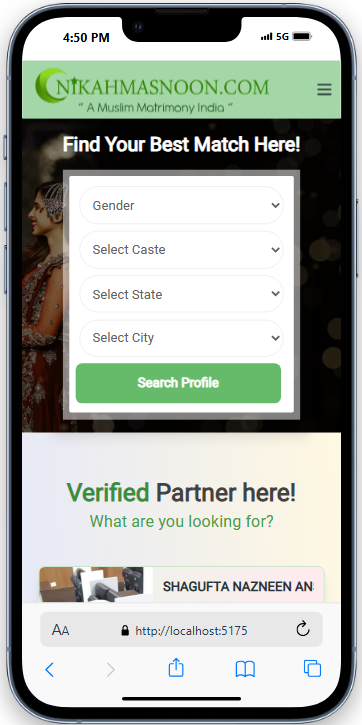 4:50 PM 5G
NIKAHMASNOON.COM
“ A Muslim Matrimony India ”
Find Your Best Match Here!
Gender
Select Caste
Select State
Select City
Search Profile
Verified Partner here!
What are you looking for?
SHAGUFTA NAZNEEN AN
AA http://localhost:5175